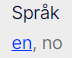 Språk
en, no